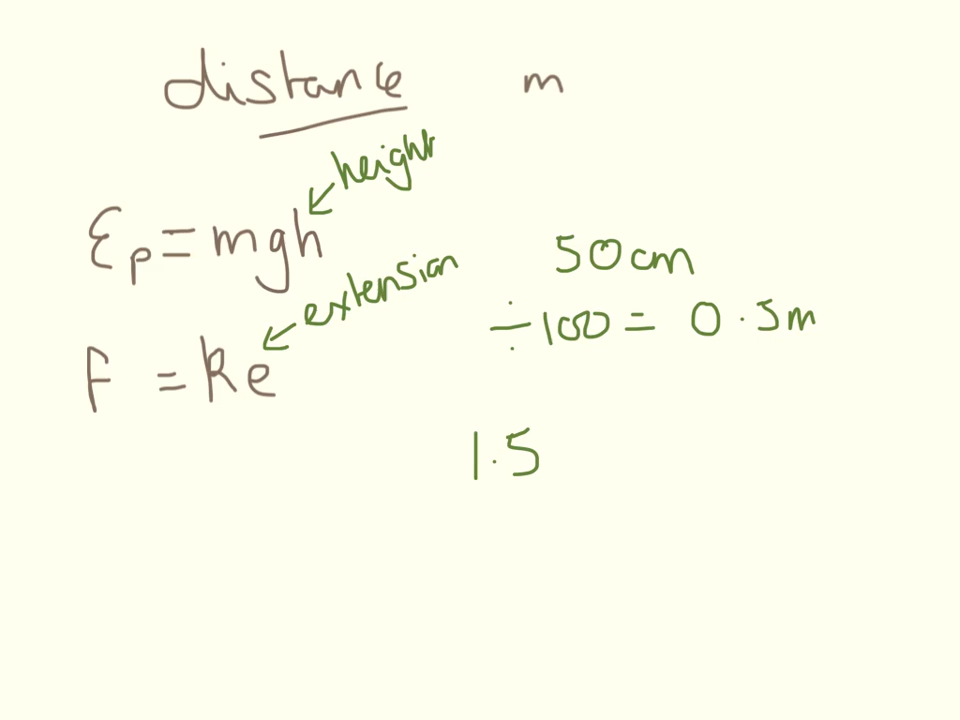 distance m
height
Ep = mgh
extension
50cm
÷100 = 0.5m
F = ke
1.5